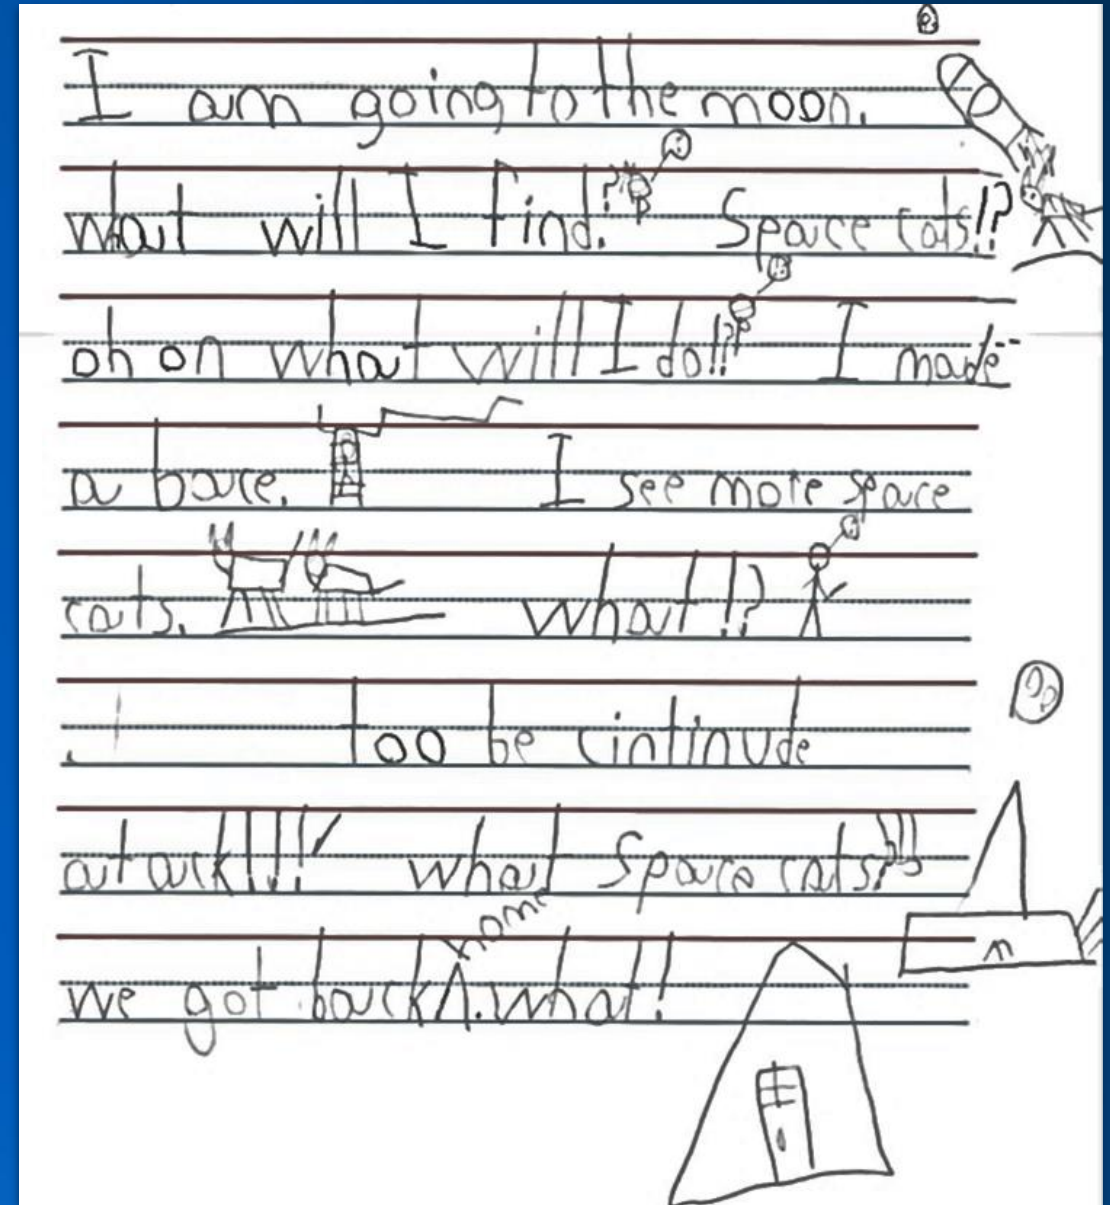 I am going to the moon.
what will I find.? Space cats!?
oh on what will I do!!? I made
a bace. I see more space
cats. what!?
too be cintinude
atack!!!! what Space cats?!!!
we got back home. what!